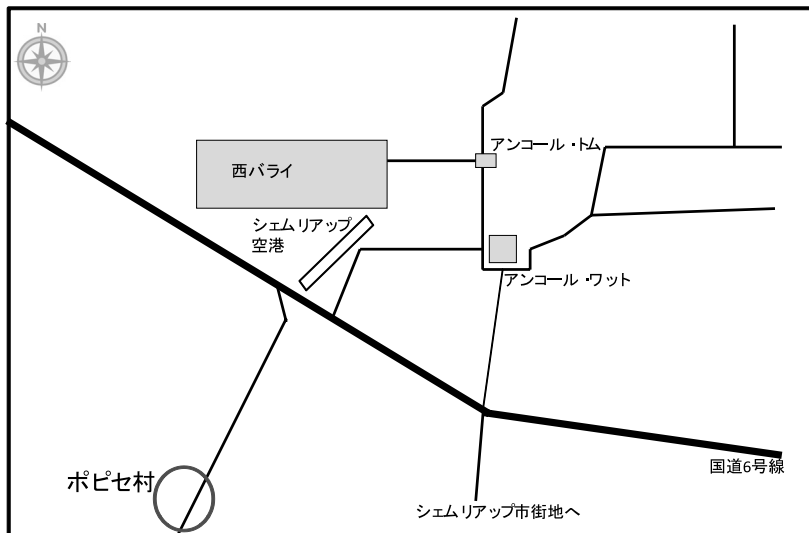 N
アンコール・トム
西バライ
シェムリアップ
空港
アンコール・ワット
ポピセ村
国道6号線
シェムリアップ市街地へ